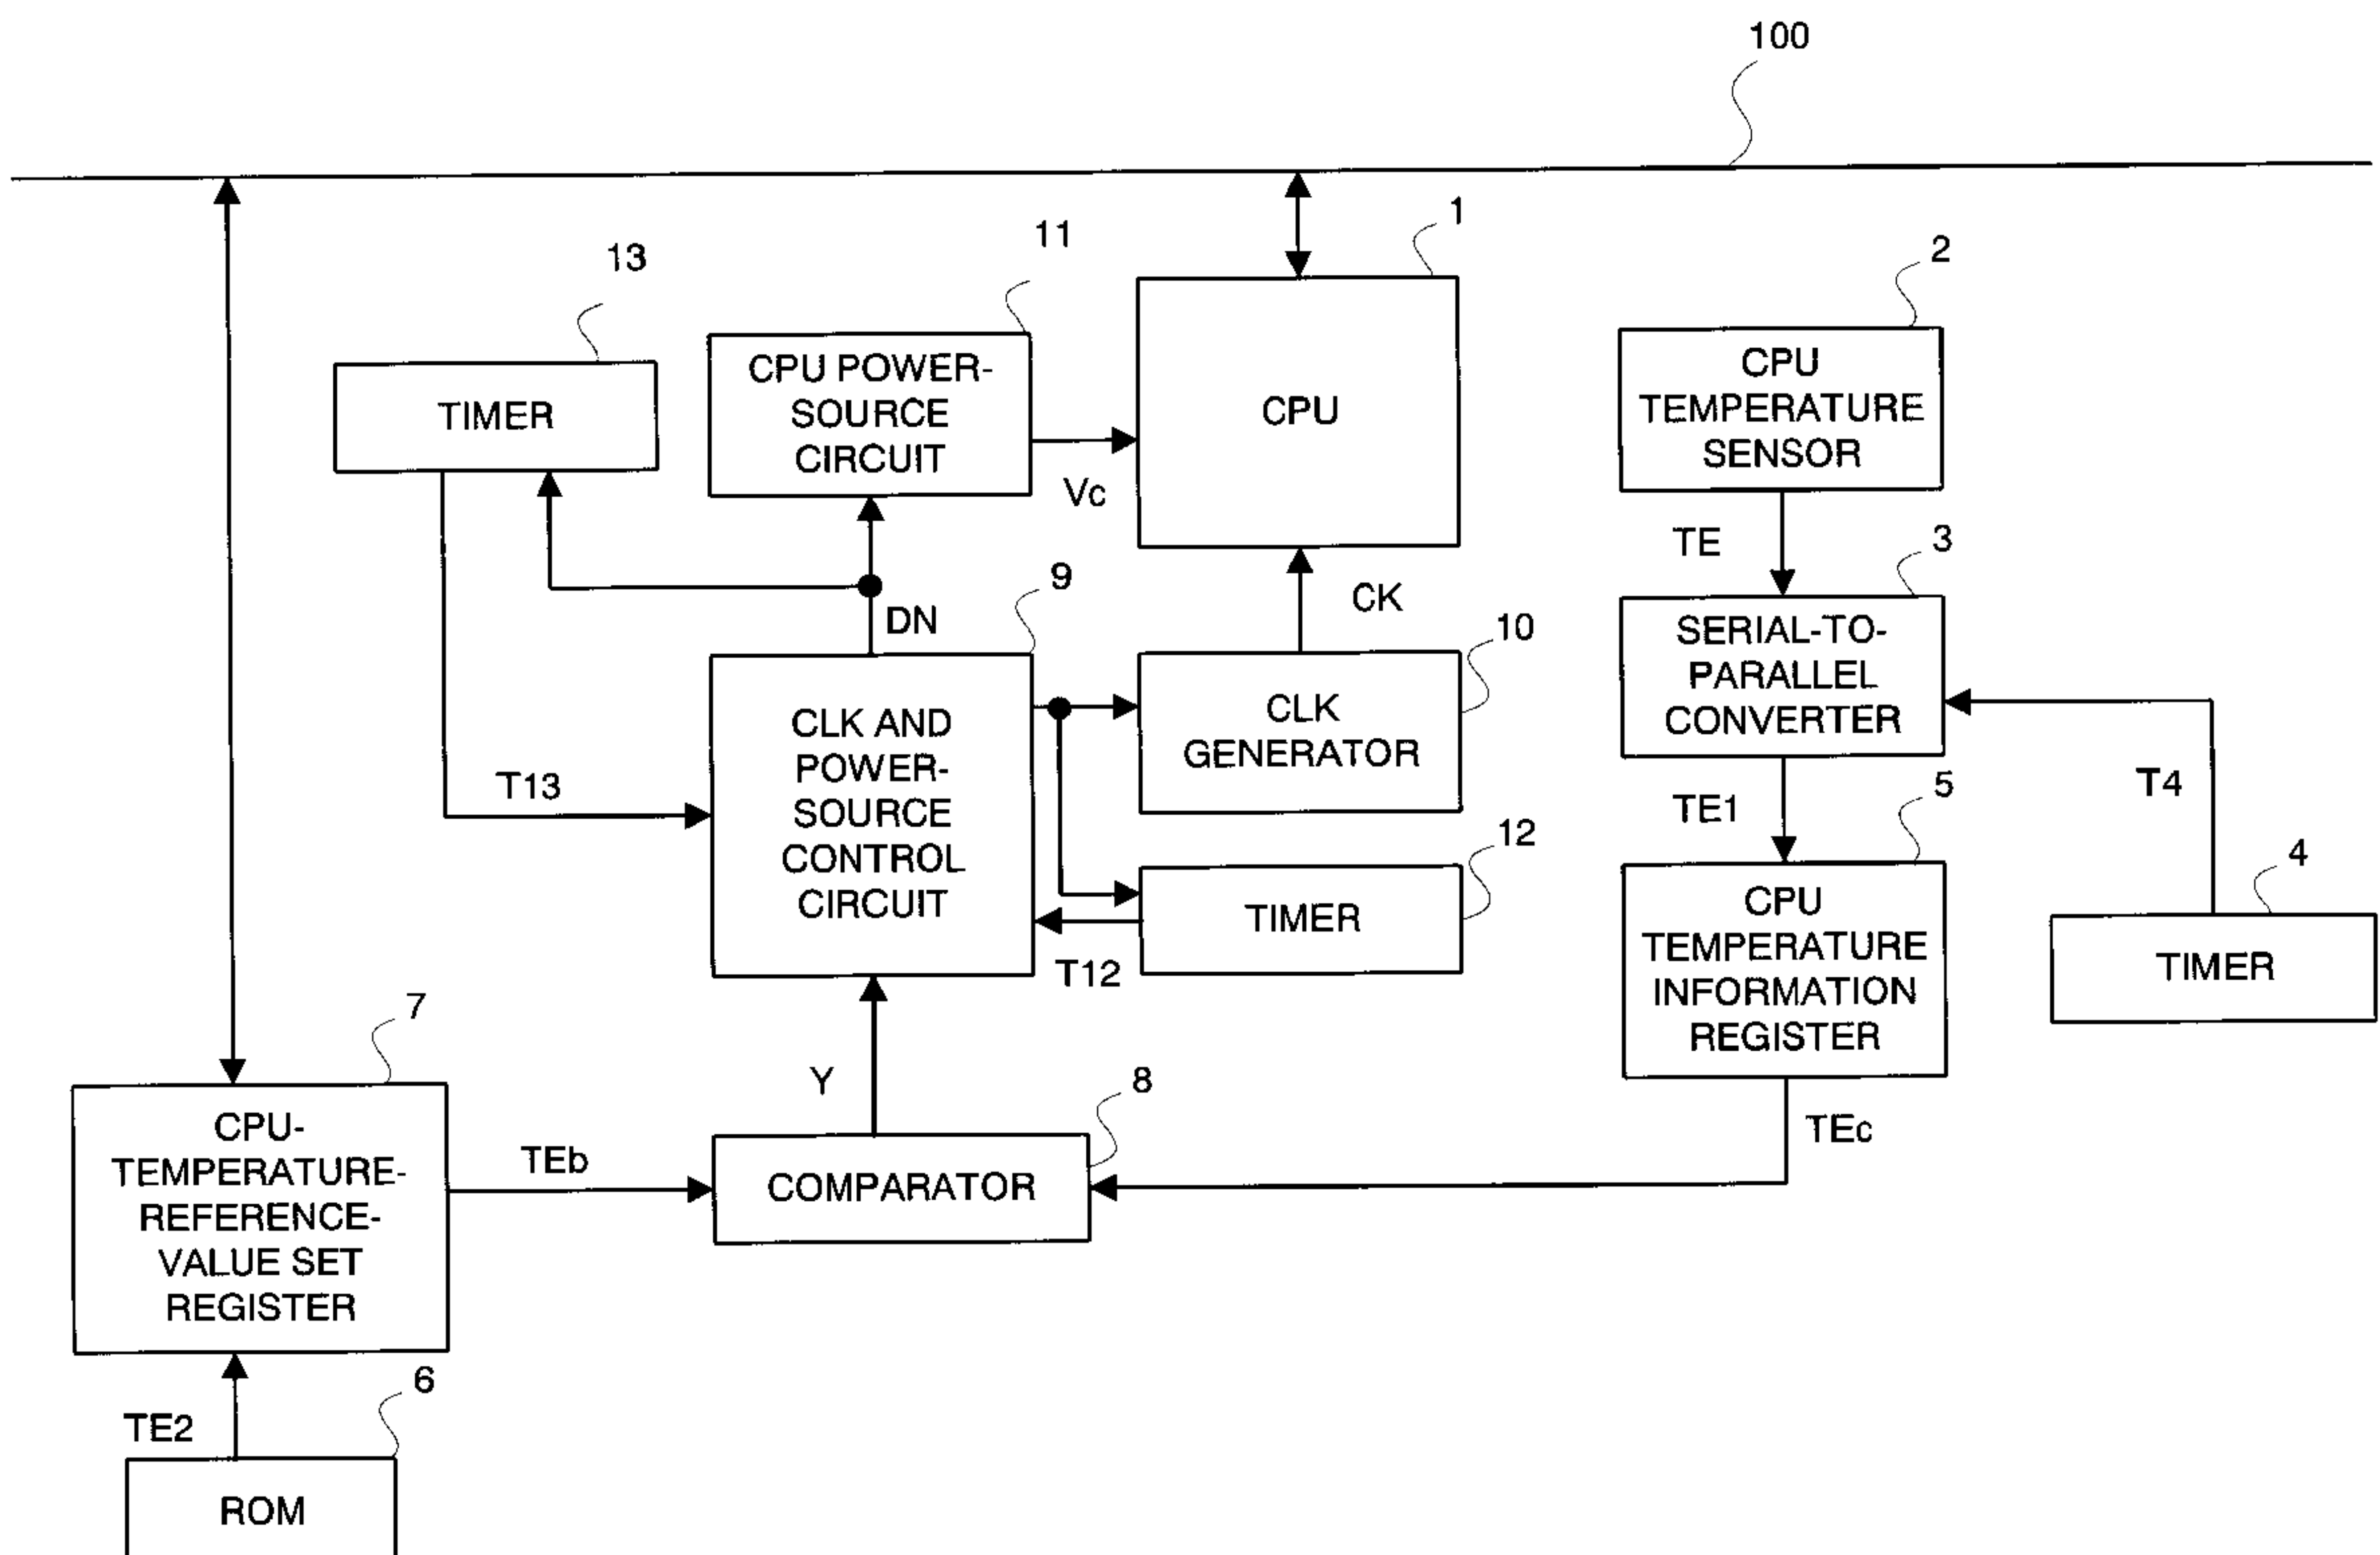 100
1
11
2
13
CPU POWER-
SOURCE
CIRCUIT
CPU
TEMPERATURE
SENSOR
TIMER
CPU
Vc
TE
3
9
CK
DN
10
SERIAL-TO-
PARALLEL
CONVERTER
CLK AND
POWER-
SOURCE
CONTROL
CIRCUIT
CLK
GENERATOR
T13
TE1
5
T4
12
4
TIMER
CPU
TEMPERATURE
INFORMATION
REGISTER
T12
TIMER
7
Y
8
TEc
CPU-
TEMPERATURE-
REFERENCE-
VALUE SET
REGISTER
TEb
COMPARATOR
6
TE2
ROM